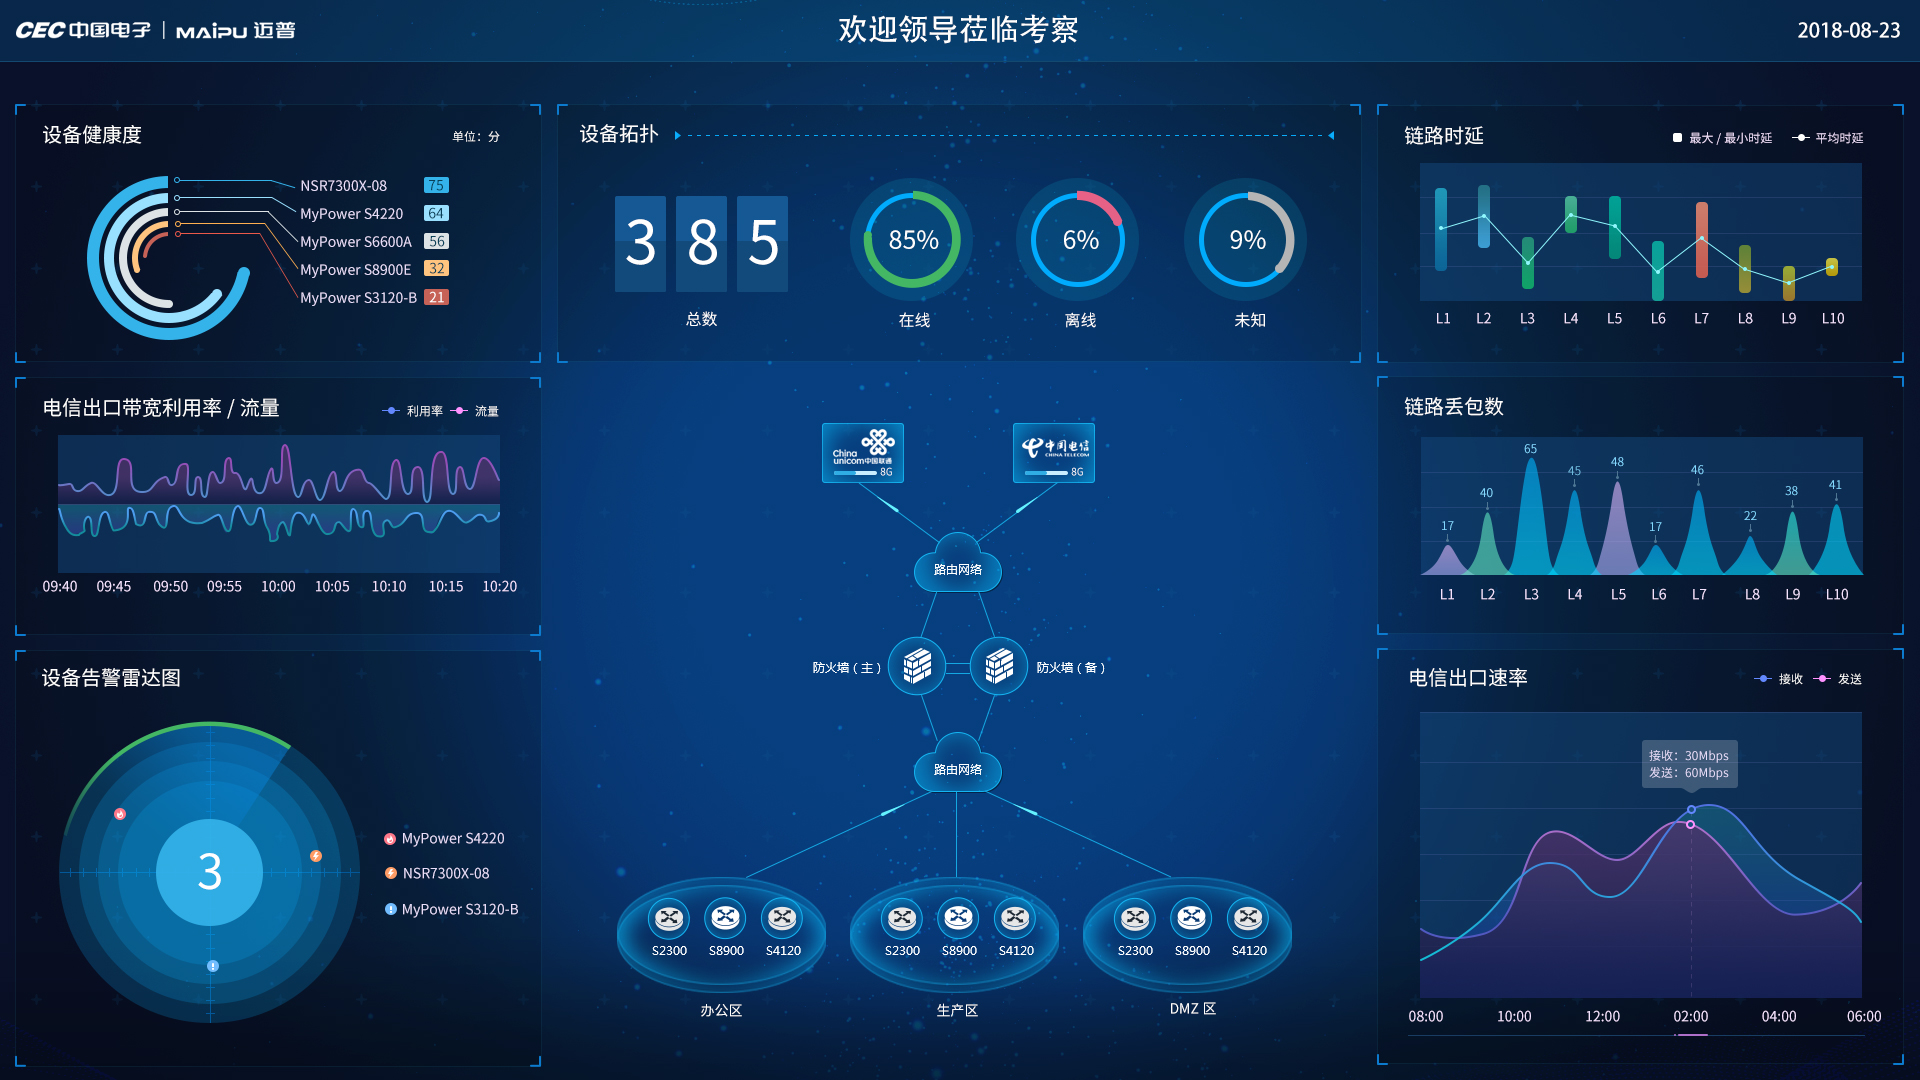 CEC 中国电子 | MAiPU 迈普
欢迎领导莅临考察
2018-08-23
设备健康度
单位：分
NSR7300X-08 75
MyPower S4220 64
MyPower S6600A 56
MyPower S8900E 32
MyPower S3120-B 21
设备拓扑
3 8 5
总数
85%
在线
6%
离线
9%
未知
链路时延
最大 / 最小时延 平均时延
L1 L2 L3 L4 L5 L6 L7 L8 L9 L10
电信出口带宽利用率 / 流量
利用率 流量
09:40 09:45 09:50 09:55 10:00 10:05 10:10 10:15 10:20
China
unicom中国联通
8G
中国电信
CHINA TELECOM
8G
路由网络
防火墙（主）
防火墙（备）
路由网络
S2300 S8900 S4120
办公区
S2300 S8900 S4120
生产区
S2300 S8900 S4120
DMZ 区
链路丢包数
17 40 65 45 48 17 46 22 38 41
L1 L2 L3 L4 L5 L6 L7 L8 L9 L10
设备告警雷达图
3
MyPower S4220
NSR7300X-08
MyPower S3120-B
电信出口速率
接收 发送
接收：30Mbps
发送：60Mbps
08:00 10:00 12:00 02:00 04:00 06:00